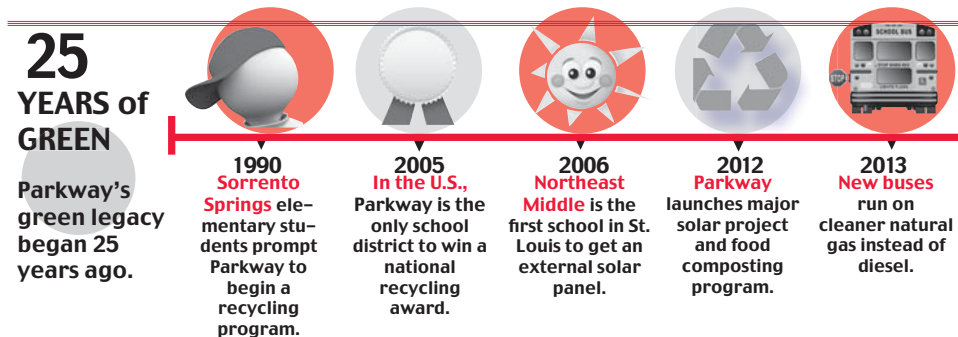 25
YEARS of
GREEN
Parkway's
green legacy
began 25
years ago.
1990
Sorrento
Springs ele-
mentary stu-
dents prompt
Parkway to
begin a
recycling
program.
2005
In the U.S.,
Parkway is the
only school
district to win a
national
recycling
award.
2006
Northeast
Middle is the
first school in St.
Louis to get an
external solar
panel.
2012
Parkway
launches major
solar project
and food
composting
program.
SCHOOL BUS
STOP
2013
New buses
run on
cleaner natural
gas instead of
diesel.